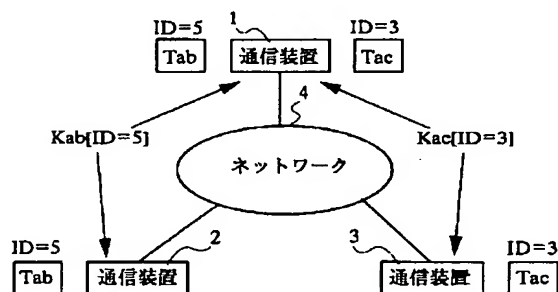 ID=5 1 ID=3
Tab 通信装置 Tac
4
Kab[ID=5] Kac[ID=3]
ネットワーク
ID=5 2 3 ID=3
Tab 通信装置 通信装置 Tac